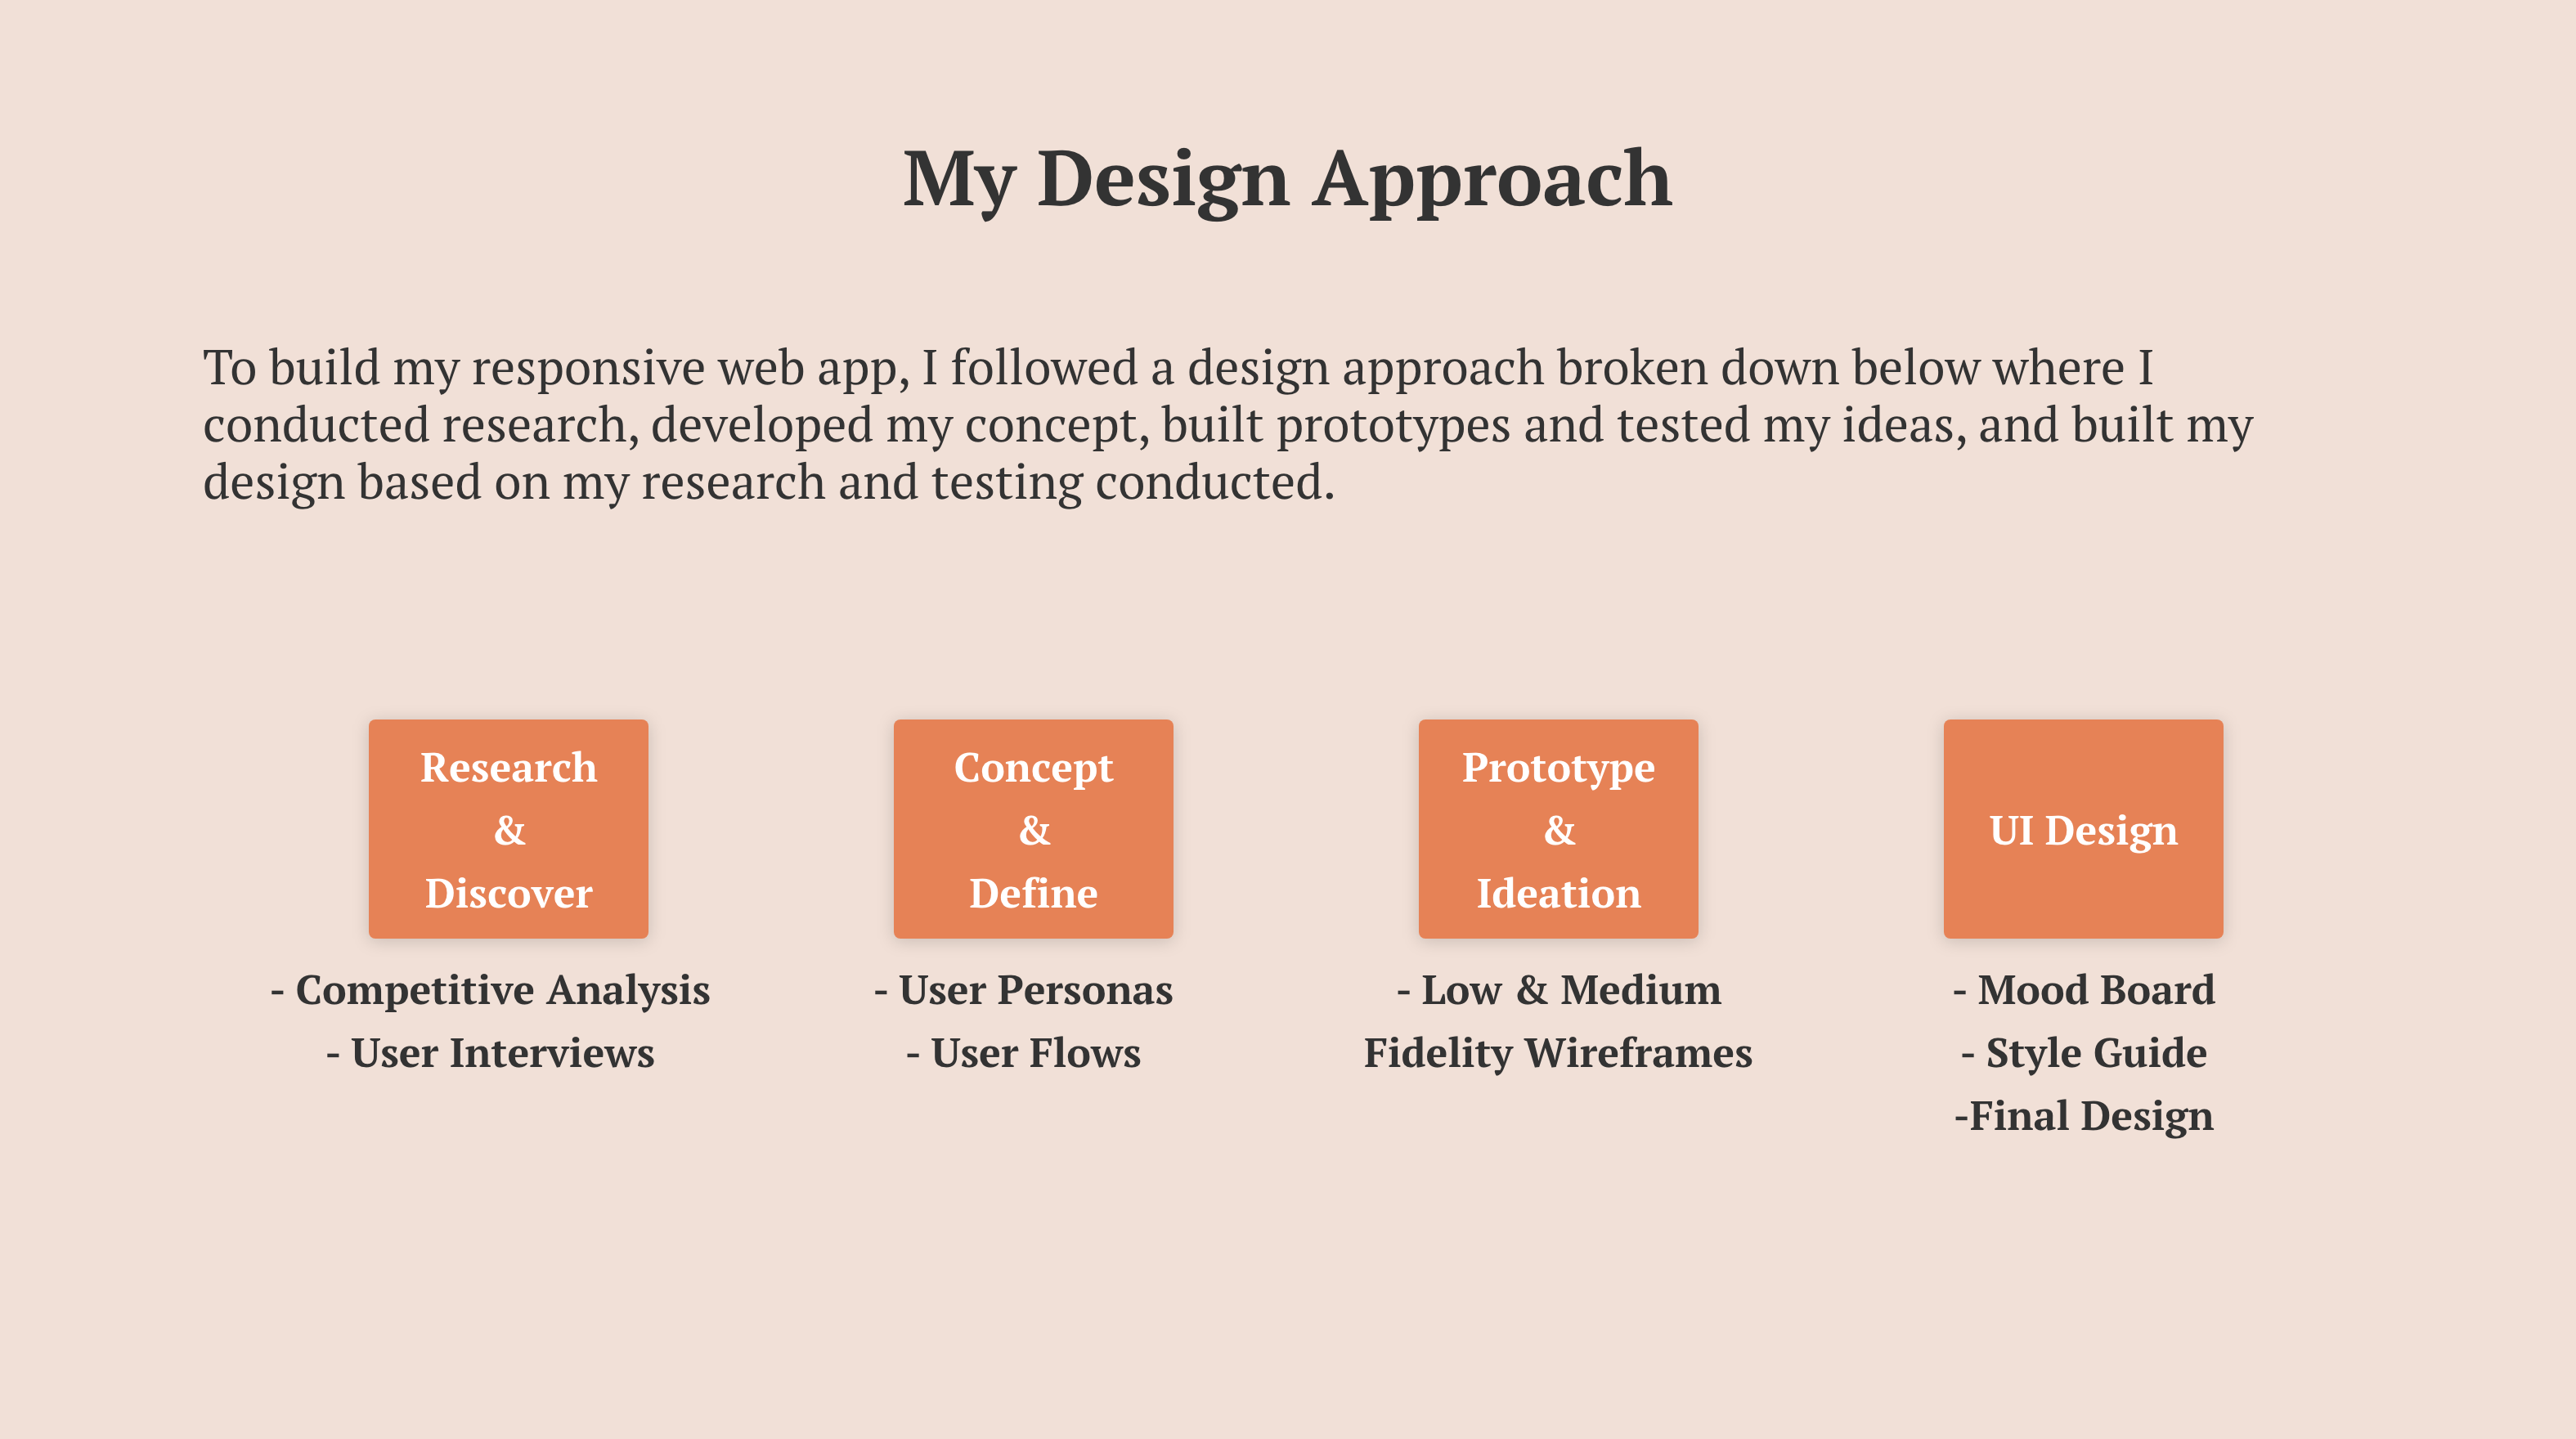 My Design Approach
To build my responsive web app, I followed a design approach broken down below where I
conducted research, developed my concept, built prototypes and tested my ideas, and built my
design based on my research and testing conducted.
Research
&
Discover
- Competitive Analysis
- User Interviews
Concept
&
Define
- User Personas
- User Flows
Prototype
&
Ideation
- Low & Medium
Fidelity Wireframes
UI Design
- Mood Board
- Style Guide
-Final Design